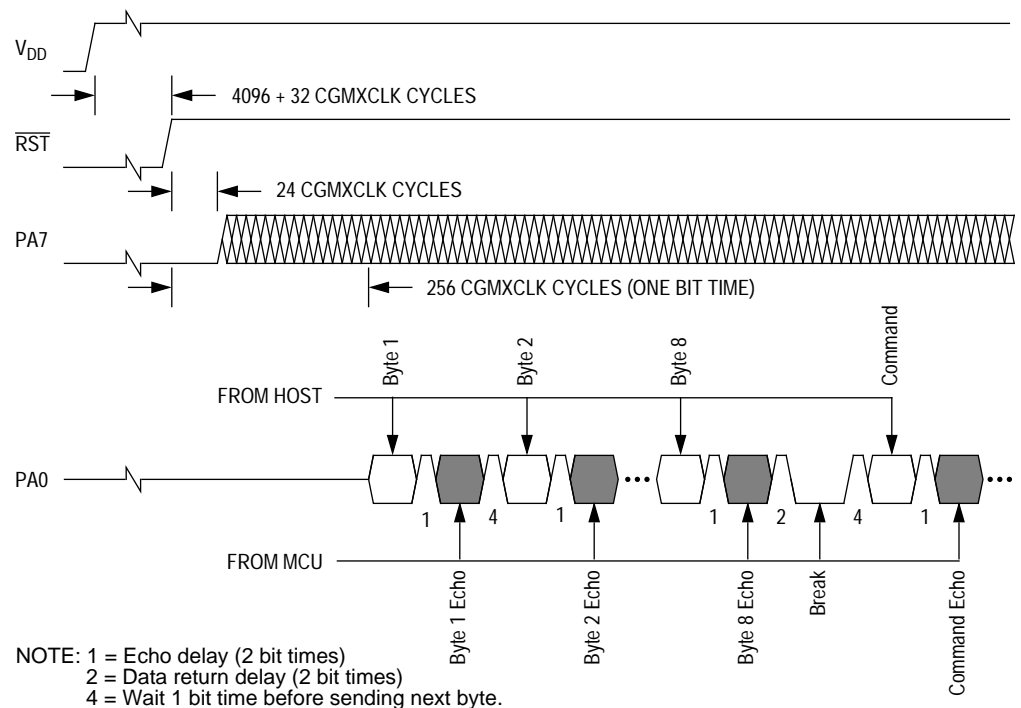 VDD
4096 + 32 CGMXCLK CYCLES
RST
24 CGMXCLK CYCLES
PA7
256 CGMXCLK CYCLES (ONE BIT TIME)
Byte 1
Byte 2
Byte 8
Command
FROM HOST
PA0
1
4
1
1
2
4
1
FROM MCU
Byte 1 Echo
Byte 2 Echo
Byte 8 Echo
Break
Command Echo
NOTE: 1 = Echo delay (2 bit times)
2 = Data return delay (2 bit times)
4 = Wait 1 bit time before sending next byte.